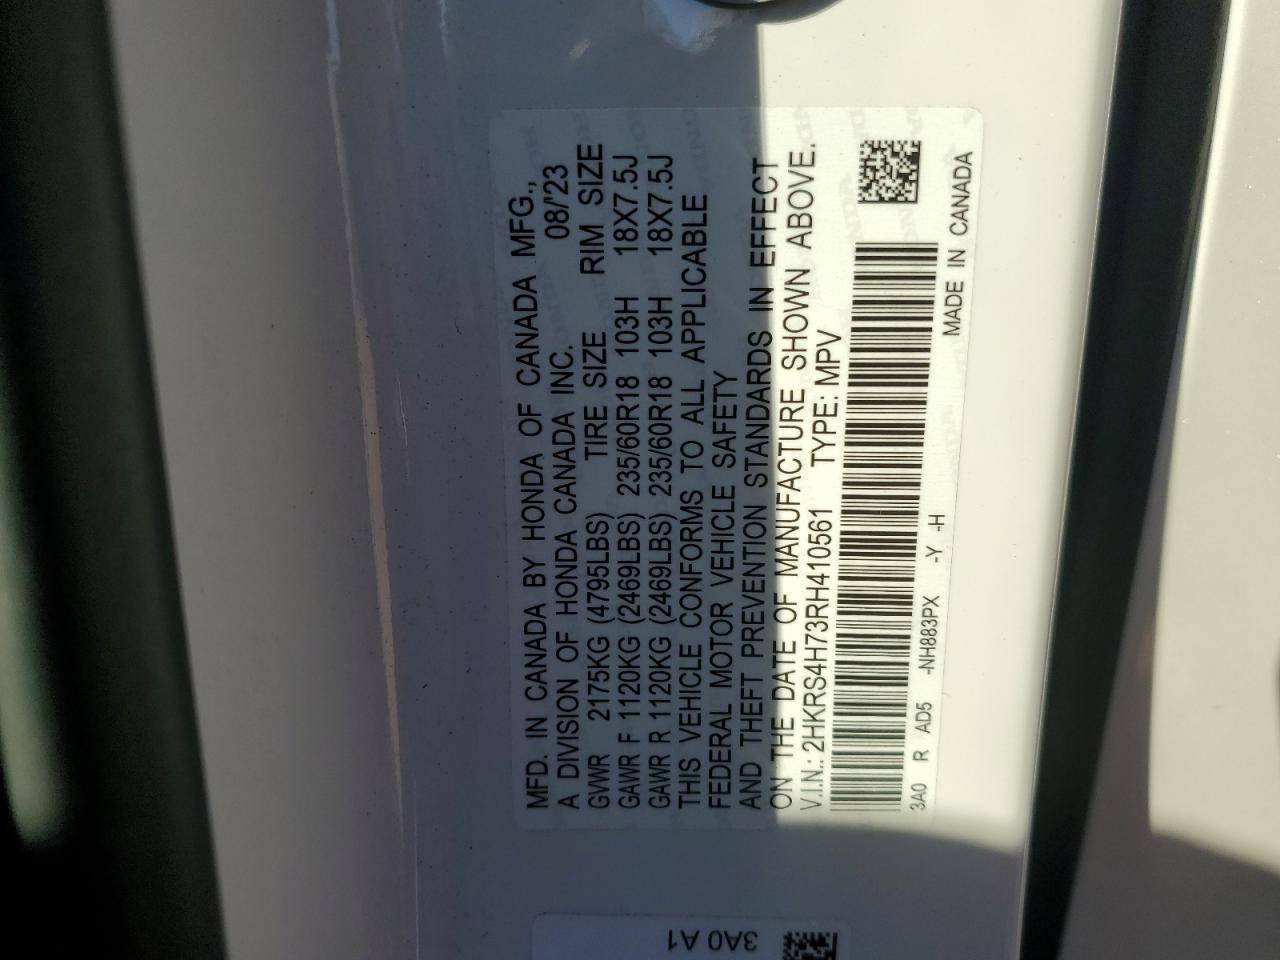 MFD. IN CANADA BY HONDA OF CANADA MFG.,
A DIVISION OF HONDA CANADA INC. 08/'23
GVWR 2175KG (4795LBS) TIRE SIZE RIM SIZE
GAWR F 1120KG (2469LBS) 235/60R18 103H 18X7.5J
GAWR R 1120KG (2469LBS) 235/60R18 103H 18X7.5J
THIS VEHICLE CONFORMS TO ALL APPLICABLE
FEDERAL MOTOR VEHICLE SAFETY
AND THEFT PREVENTION STANDARDS IN EFFECT
ON THE DATE OF MANUFACTURE SHOWN ABOVE.
V.I.N.: 2HKRS4H73RH410561 TYPE: MPV
3A0 R AD5 -NH883PX -Y -H MADE IN CANADA
3A0 A1